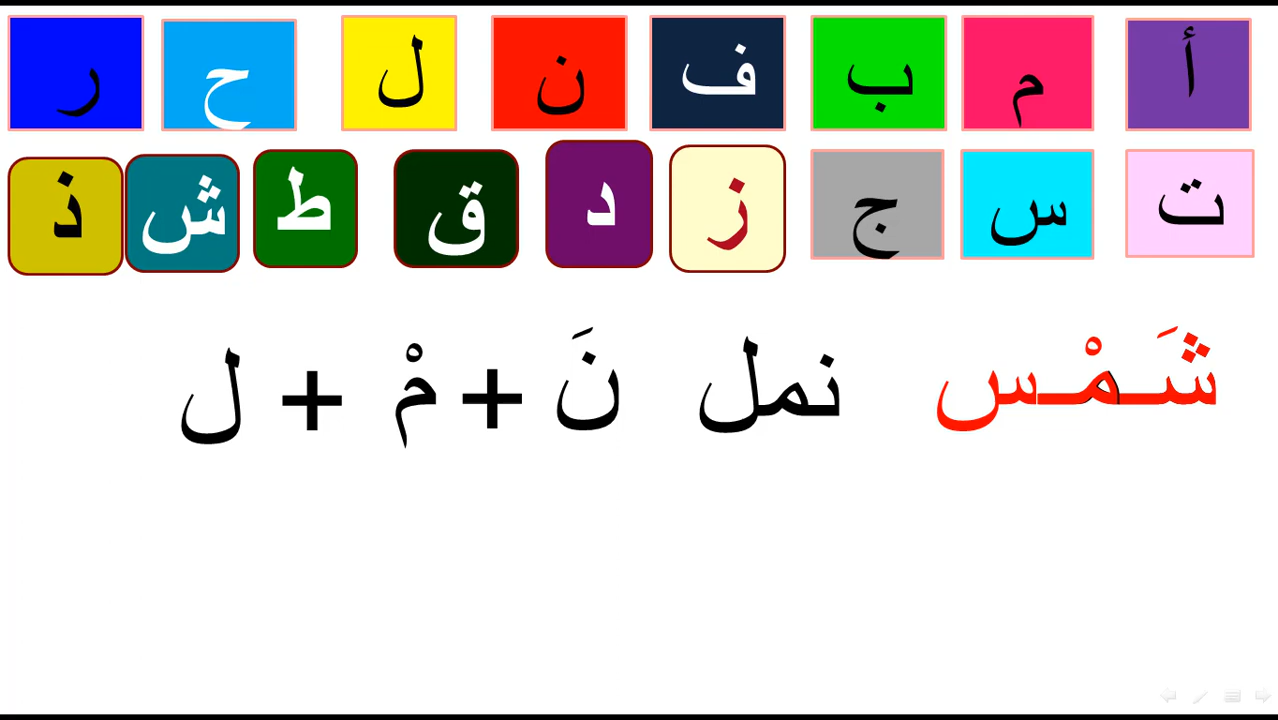 أ م ب ف ن ل ح ر
ت س ج ز د ق ظ ش ذ
شَـمْـس نمل نَ + مْ + ل